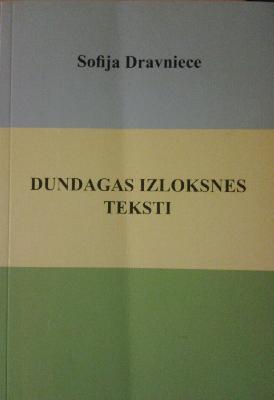 Sofija Dravniece
DUNDAGAS IZLOKSNES
TEKSTI